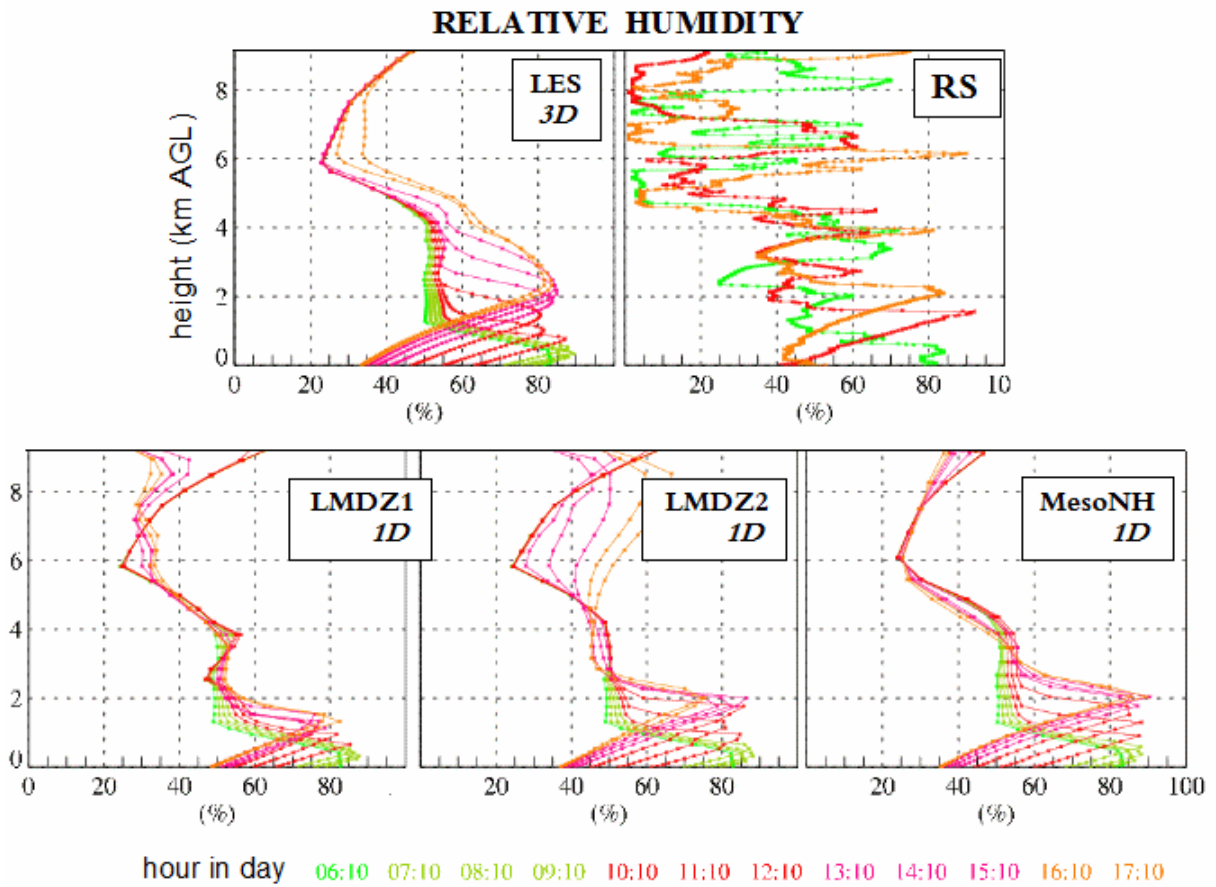 RELATIVE HUMIDITY
LES
3D
RS
height (km AGL)
8
6
4
2
0
0 20 40 60 80 20 40 60 80 10
(%) (%)
LMDZ1
1D
LMDZ2
1D
MesoNH
1D
8
6
4
2
0
0 20 40 60 80 20 40 60 80 20 40 60 80 100
(%) (%) (%)
hour in day 06:10 07:10 08:10 09:10 10:10 11:10 12:10 13:10 14:10 15:10 16:10 17:10